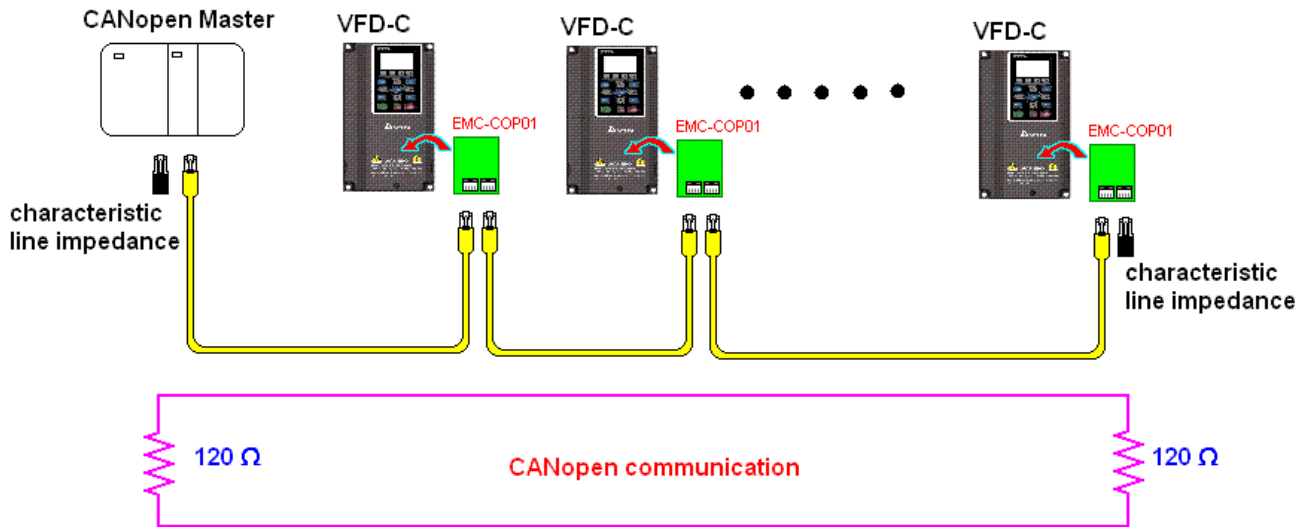 CANopen Master
VFD-C
VFD-C
VFD-C
EMC-COP01
EMC-COP01
EMC-COP01
characteristic
line impedance
characteristic
line impedance
120 Ω
CANopen communication
120 Ω